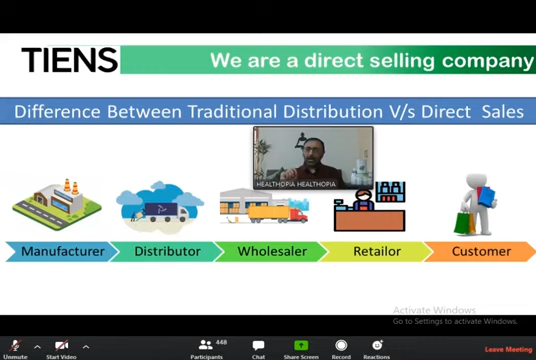 TIENS
We are a direct selling company
Difference Between Traditional Distribution V/s Direct Sales
HEALTHOPIA HEALTHOPIA
Manufacturer
Distributor
Wholesaler
Retailor
Customer
Activate Windows
Go to Settings to activate Windows.
448
Unmute
Start Video
Participants
Chat
Share Screen
Record
Reactions
Leave Meeting